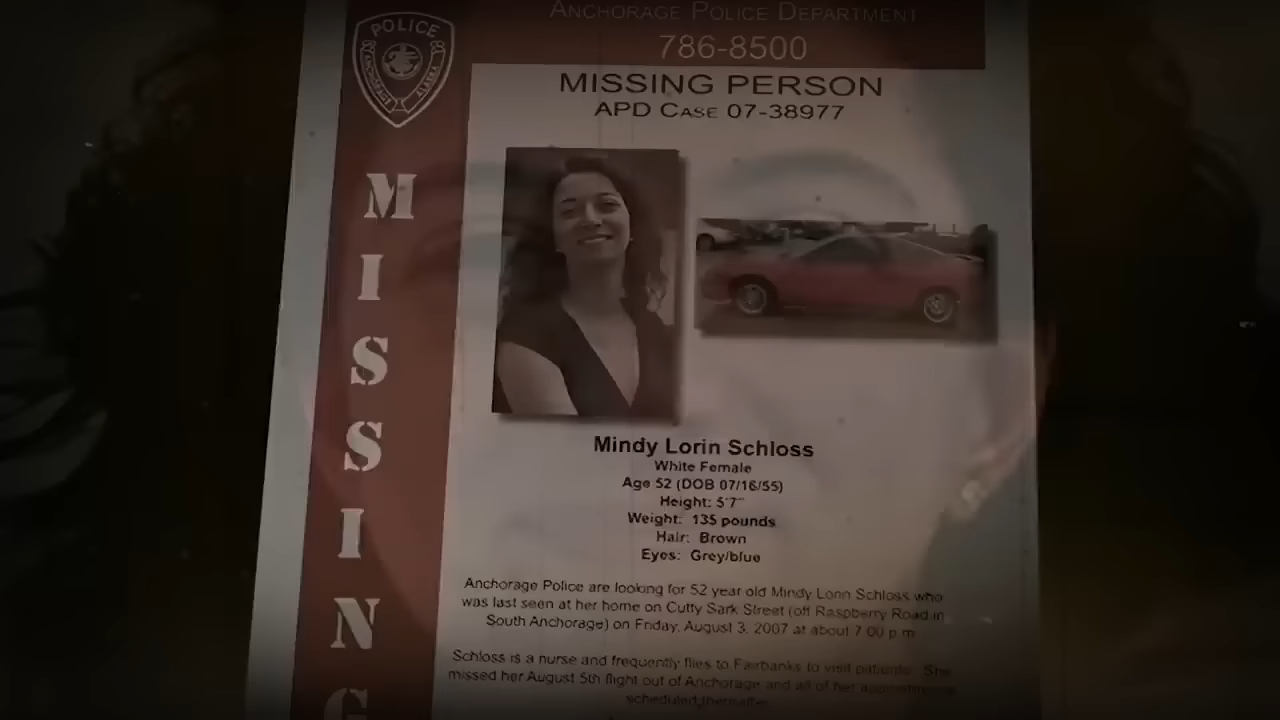 ANCHORAGE POLICE DEPARTMENT
786-8500
MISSING PERSON
APD CASE 07-38977
POLICE
ANCHORAGE
ALASKA
MISSING
Mindy Lorin Schloss
White Female
Age 52 (DOB 07/16/55)
Height: 5'7"
Weight: 135 pounds
Hair: Brown
Eyes: Grey/blue
Anchorage Police are looking for 52 year old Mindy Lorin Schloss who
was last seen at her home on Cutty Sark Street (off Raspberry Road in
South Anchorage) on Friday, August 3, 2007 at about 7:00 p.m.
Schloss is a nurse and frequently flies to Fairbanks to visit patients. She
missed her August 5th flight out of Anchorage and all of her appointments
scheduled thereafter.